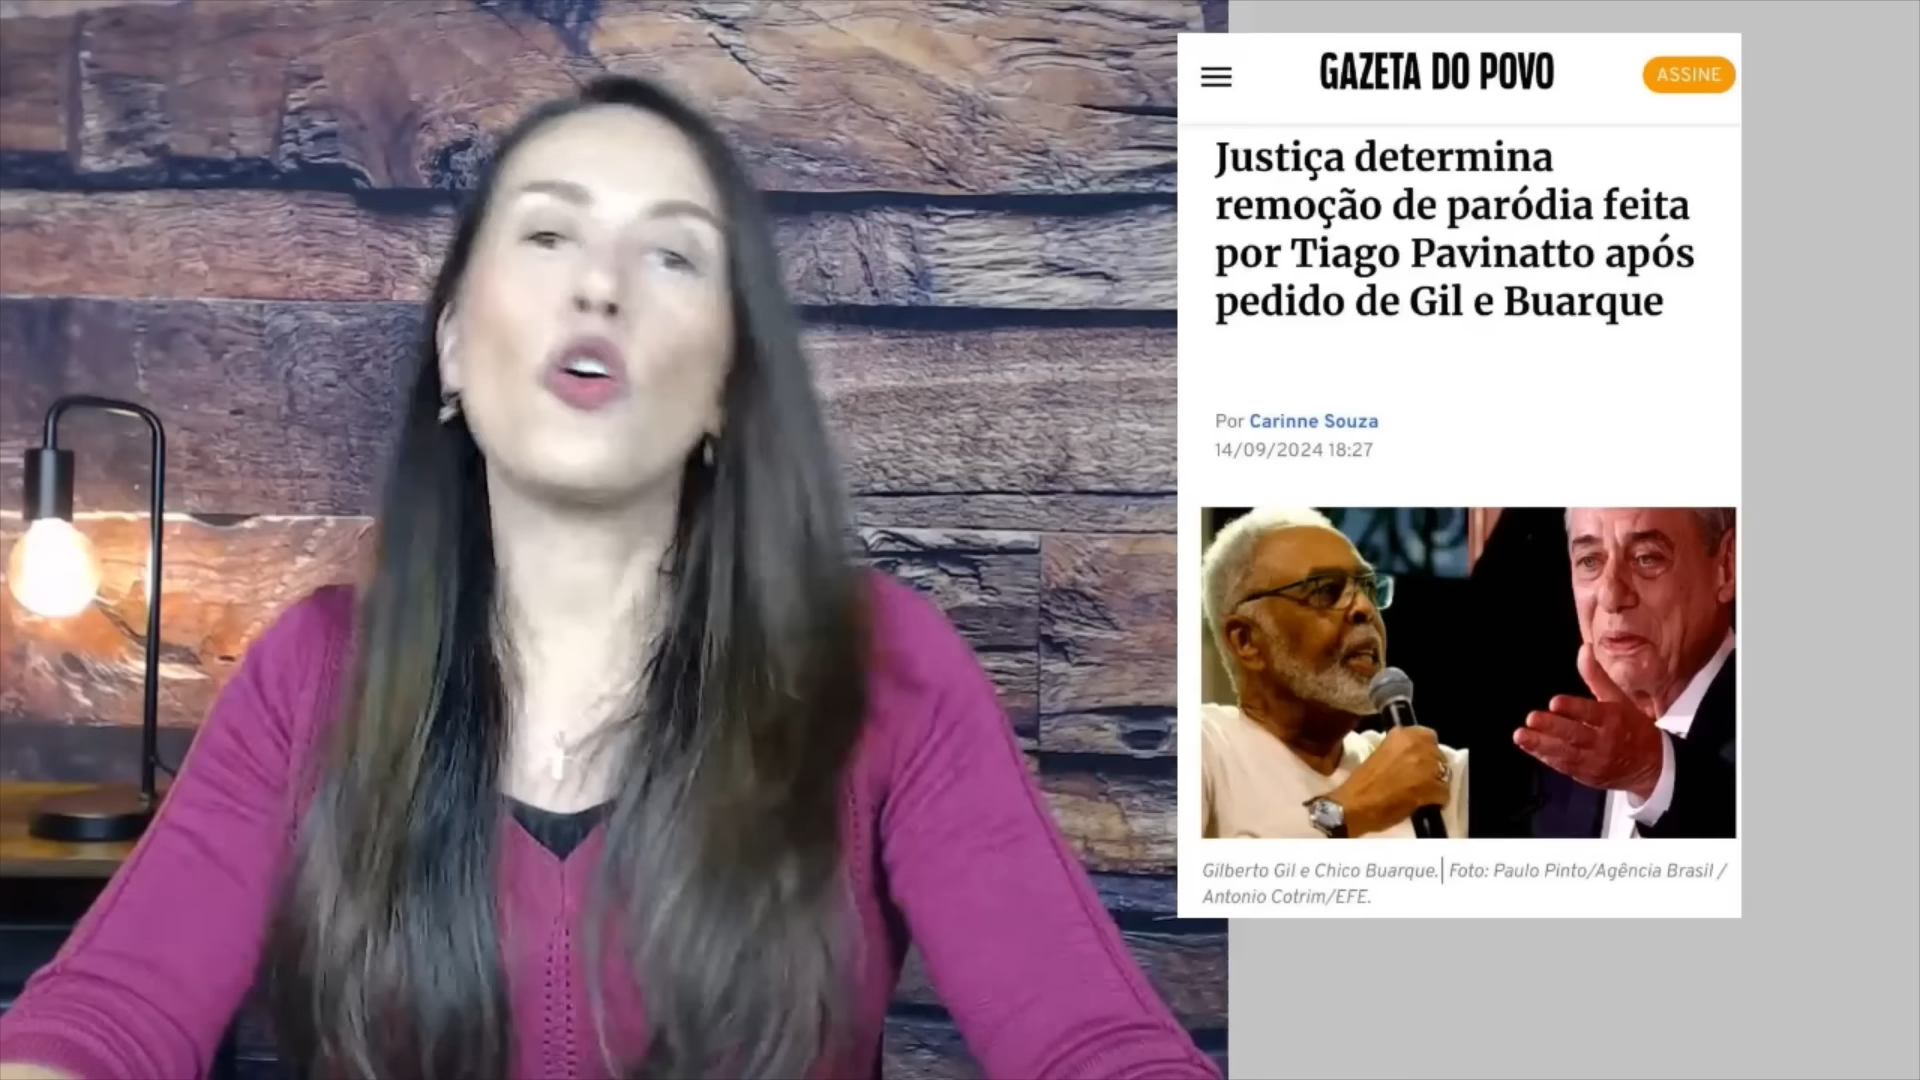 GAZETA DO POVO
ASSINE
Justiça determina
remoção de paródia feita
por Tiago Pavinatto após
pedido de Gil e Buarque
Por Carinne Souza
14/09/2024 18:27
Gilberto Gil e Chico Buarque.| Foto: Paulo Pinto/Agência Brasil /
Antonio Cotrim/EFE.